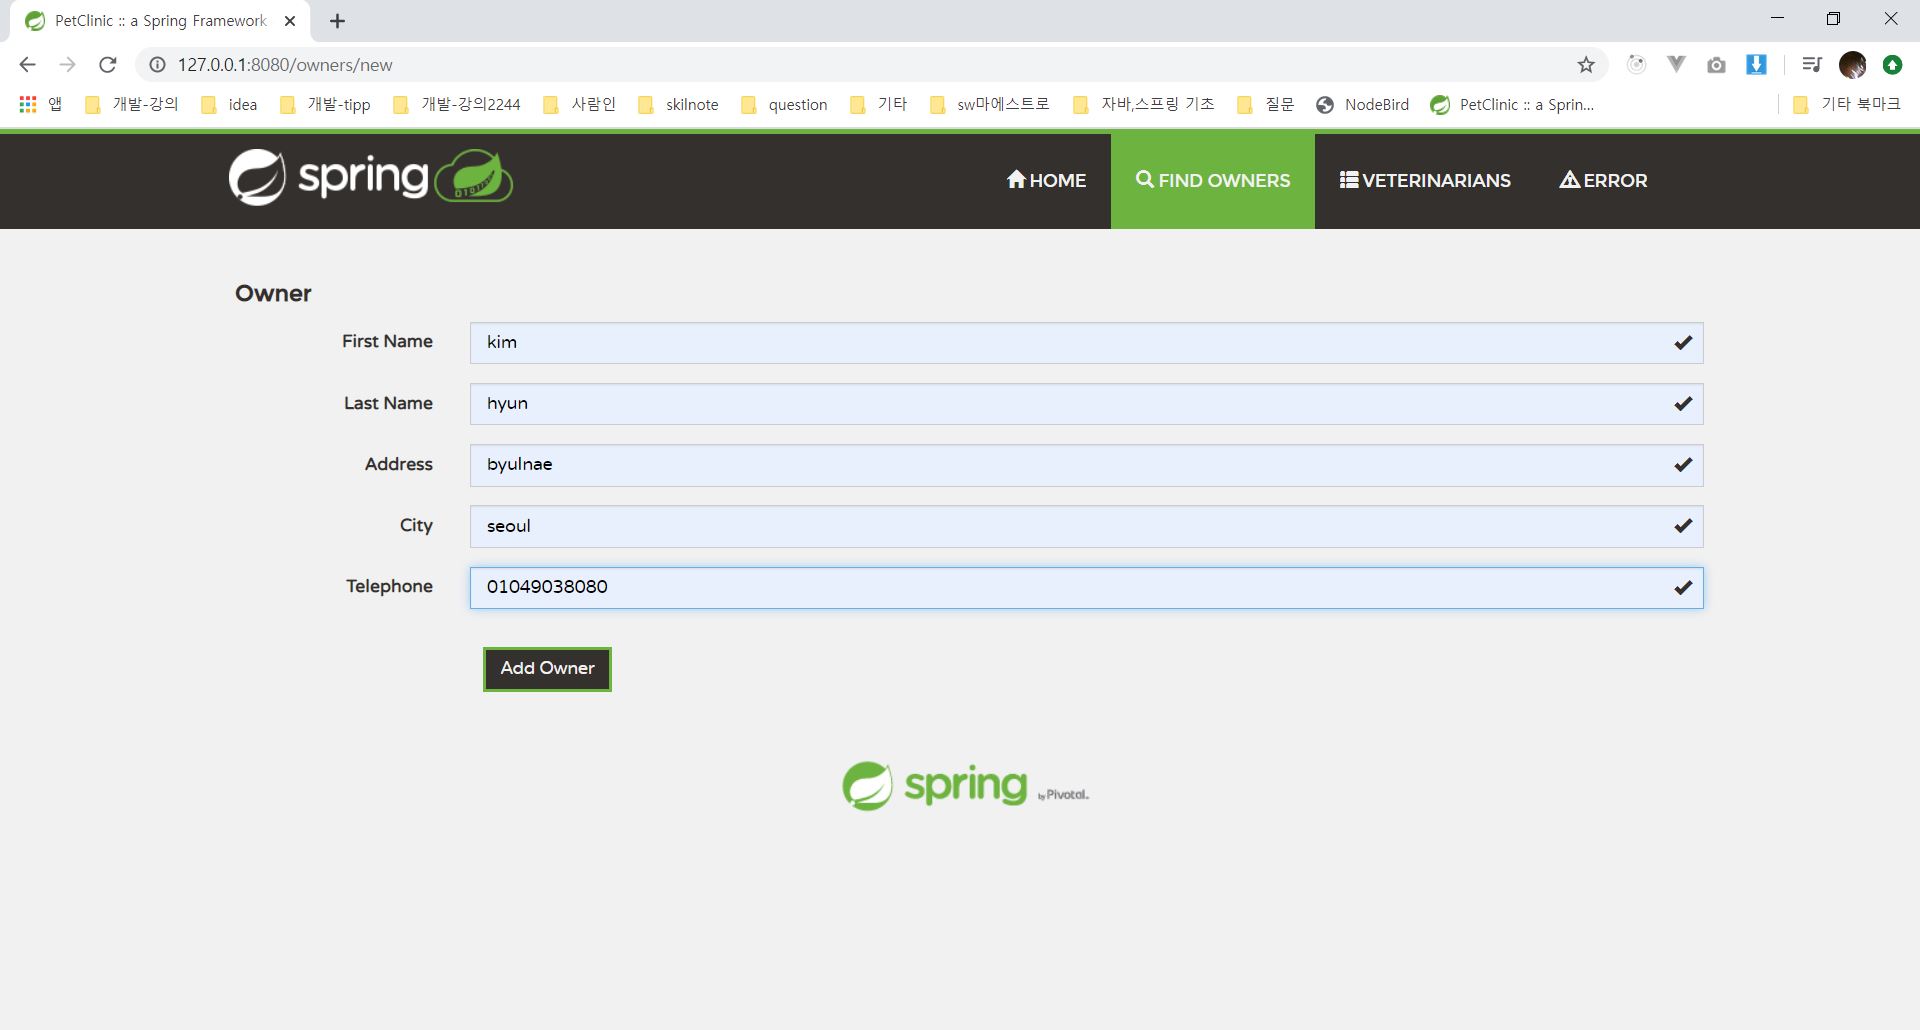 PetClinic :: a Spring Framework
127.0.0.1:8080/owners/new
앱 개발-강의 idea 개발-tipp 개발-강의2244 사람인 skilnote question 기타 sw마에스트로 자바,스프링 기초 질문 NodeBird PetClinic :: a Sprin... 기타 북마크
spring HOME FIND OWNERS VETERINARIANS ERROR
Owner
First Name kim
Last Name hyun
Address byulnae
City seoul
Telephone 01049038080
Add Owner
spring by Pivotal